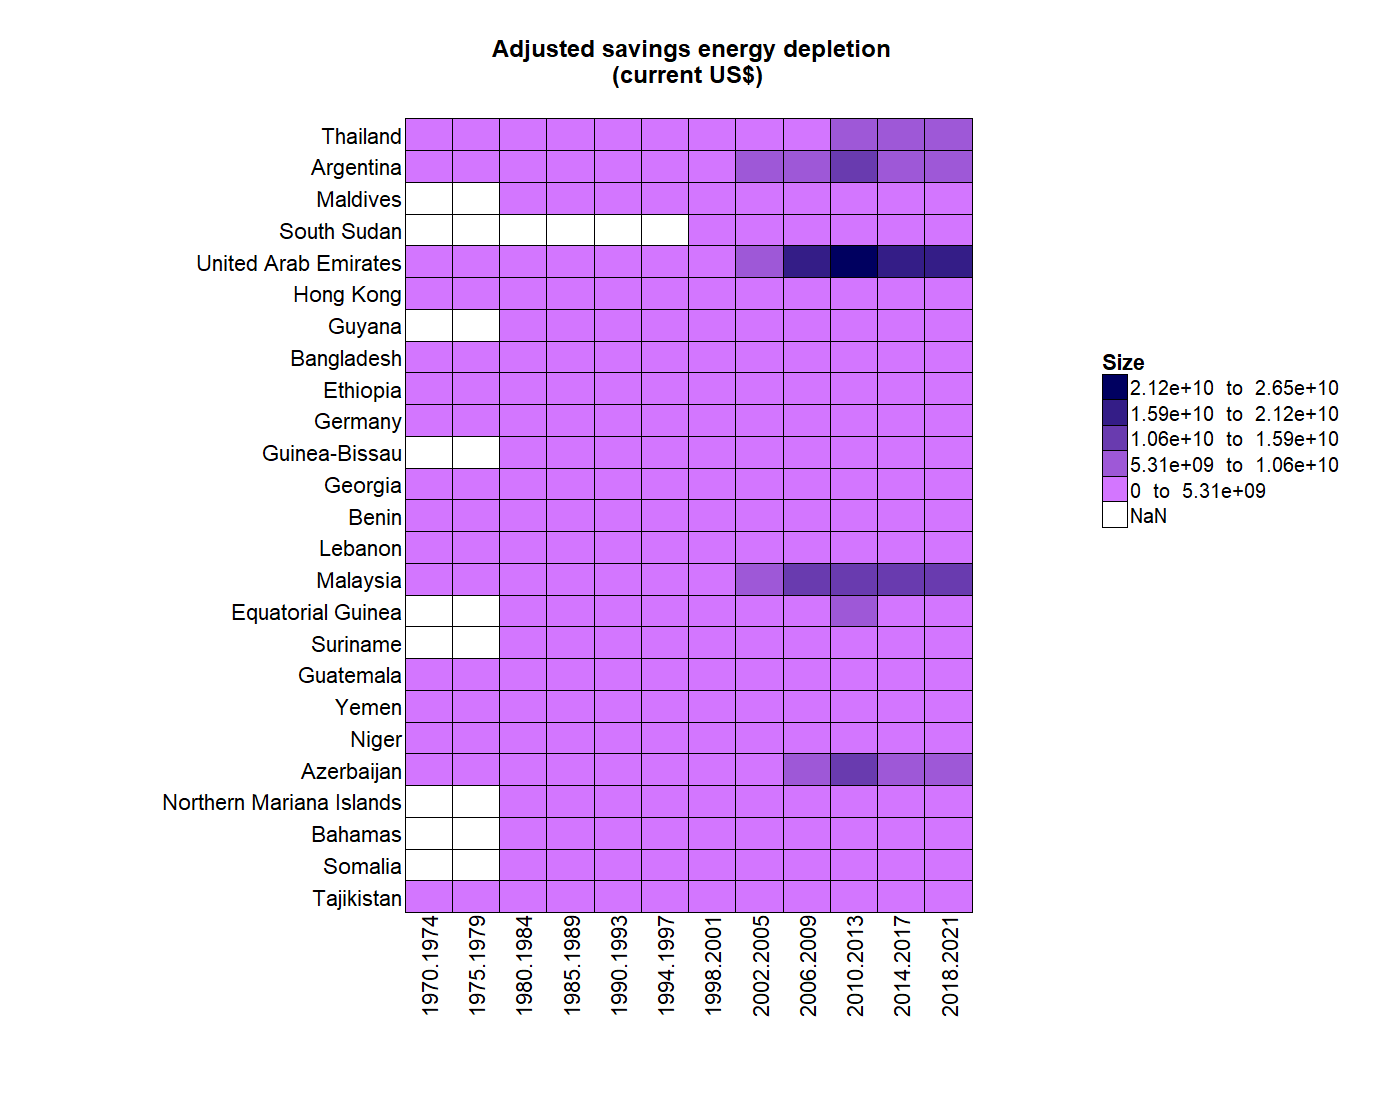 Adjusted savings energy depletion
(current US$)
Thailand
Argentina
Maldives
South Sudan
United Arab Emirates
Hong Kong
Guyana
Bangladesh
Ethiopia
Germany
Guinea-Bissau
Georgia
Benin
Lebanon
Malaysia
Equatorial Guinea
Suriname
Guatemala
Yemen
Niger
Azerbaijan
Northern Mariana Islands
Bahamas
Somalia
Tajikistan
1970.1974
1975.1979
1980.1984
1985.1989
1990.1993
1994.1997
1998.2001
2002.2005
2006.2009
2010.2013
2014.2017
2018.2021
Size
2.12e+10 to 2.65e+10
1.59e+10 to 2.12e+10
1.06e+10 to 1.59e+10
5.31e+09 to 1.06e+10
0 to 5.31e+09
NaN